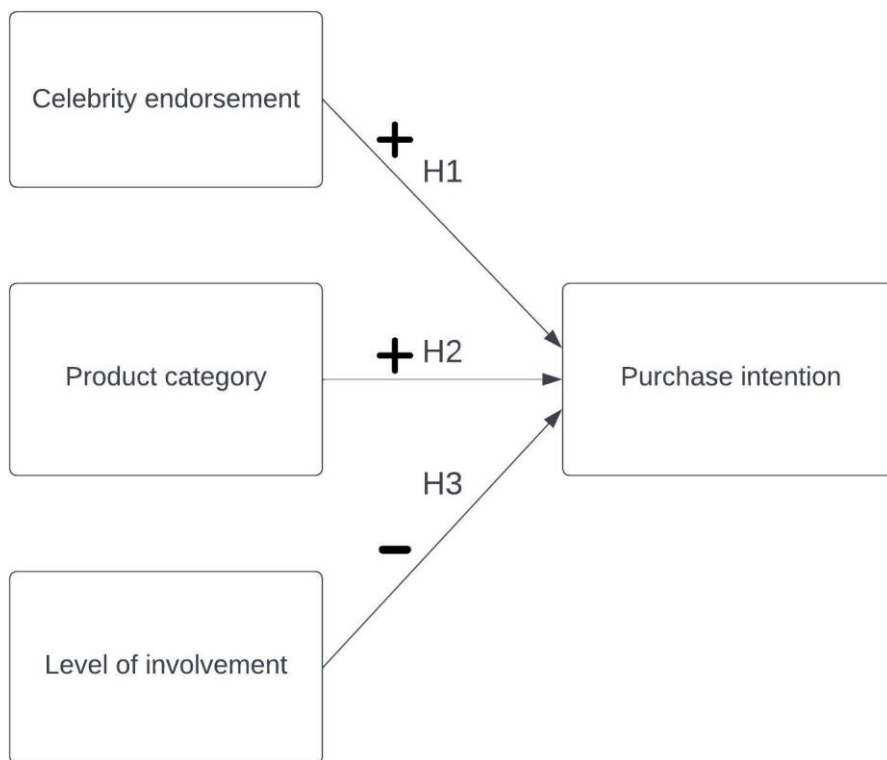 Celebrity endorsement
+
H1
Product category
+
H2
Purchase intention
H3
-
Level of involvement